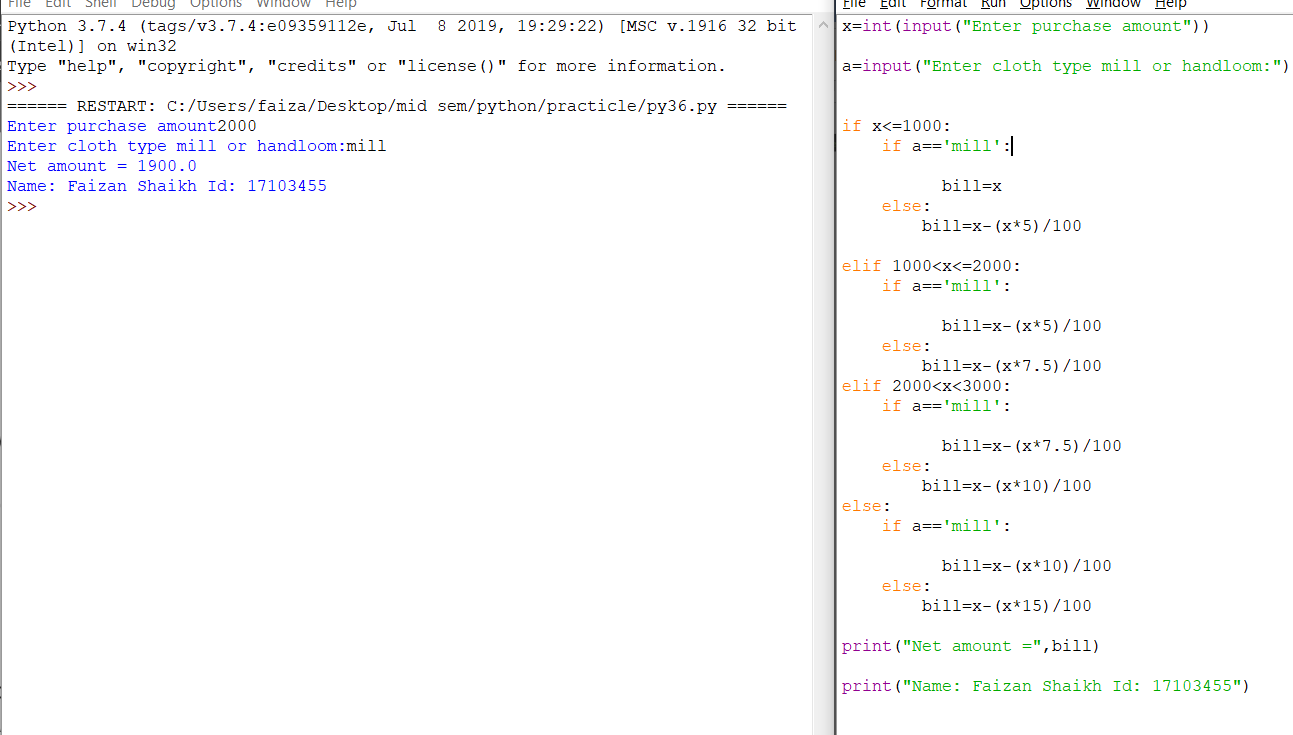 File Edit Shell Debug Options Window Help
Python 3.7.4 (tags/v3.7.4:e09359112e, Jul  8 2019, 19:29:22) [MSC v.1916 32 bit
(Intel)] on win32
Type "help", "copyright", "credits" or "license()" for more information.
>>>
====== RESTART: C:/Users/faiza/Desktop/mid sem/python/practicle/py36.py ======
Enter purchase amount2000
Enter cloth type mill or handloom:mill
Net amount = 1900.0
Name: Faizan Shaikh Id: 17103455
>>>
File Edit Format Run Options Window Help
x=int(input("Enter purchase amount"))
a=input("Enter cloth type mill or handloom:")
if x<=1000:
    if a=='mill':
          bill=x
    else:
        bill=x-(x*5)/100
elif 1000<x<=2000:
    if a=='mill':
          bill=x-(x*5)/100
    else:
        bill=x-(x*7.5)/100
elif 2000<x<3000:
    if a=='mill':
          bill=x-(x*7.5)/100
    else:
        bill=x-(x*10)/100
else:
    if a=='mill':
          bill=x-(x*10)/100
    else:
        bill=x-(x*15)/100
print("Net amount =",bill)
print("Name: Faizan Shaikh Id: 17103455")